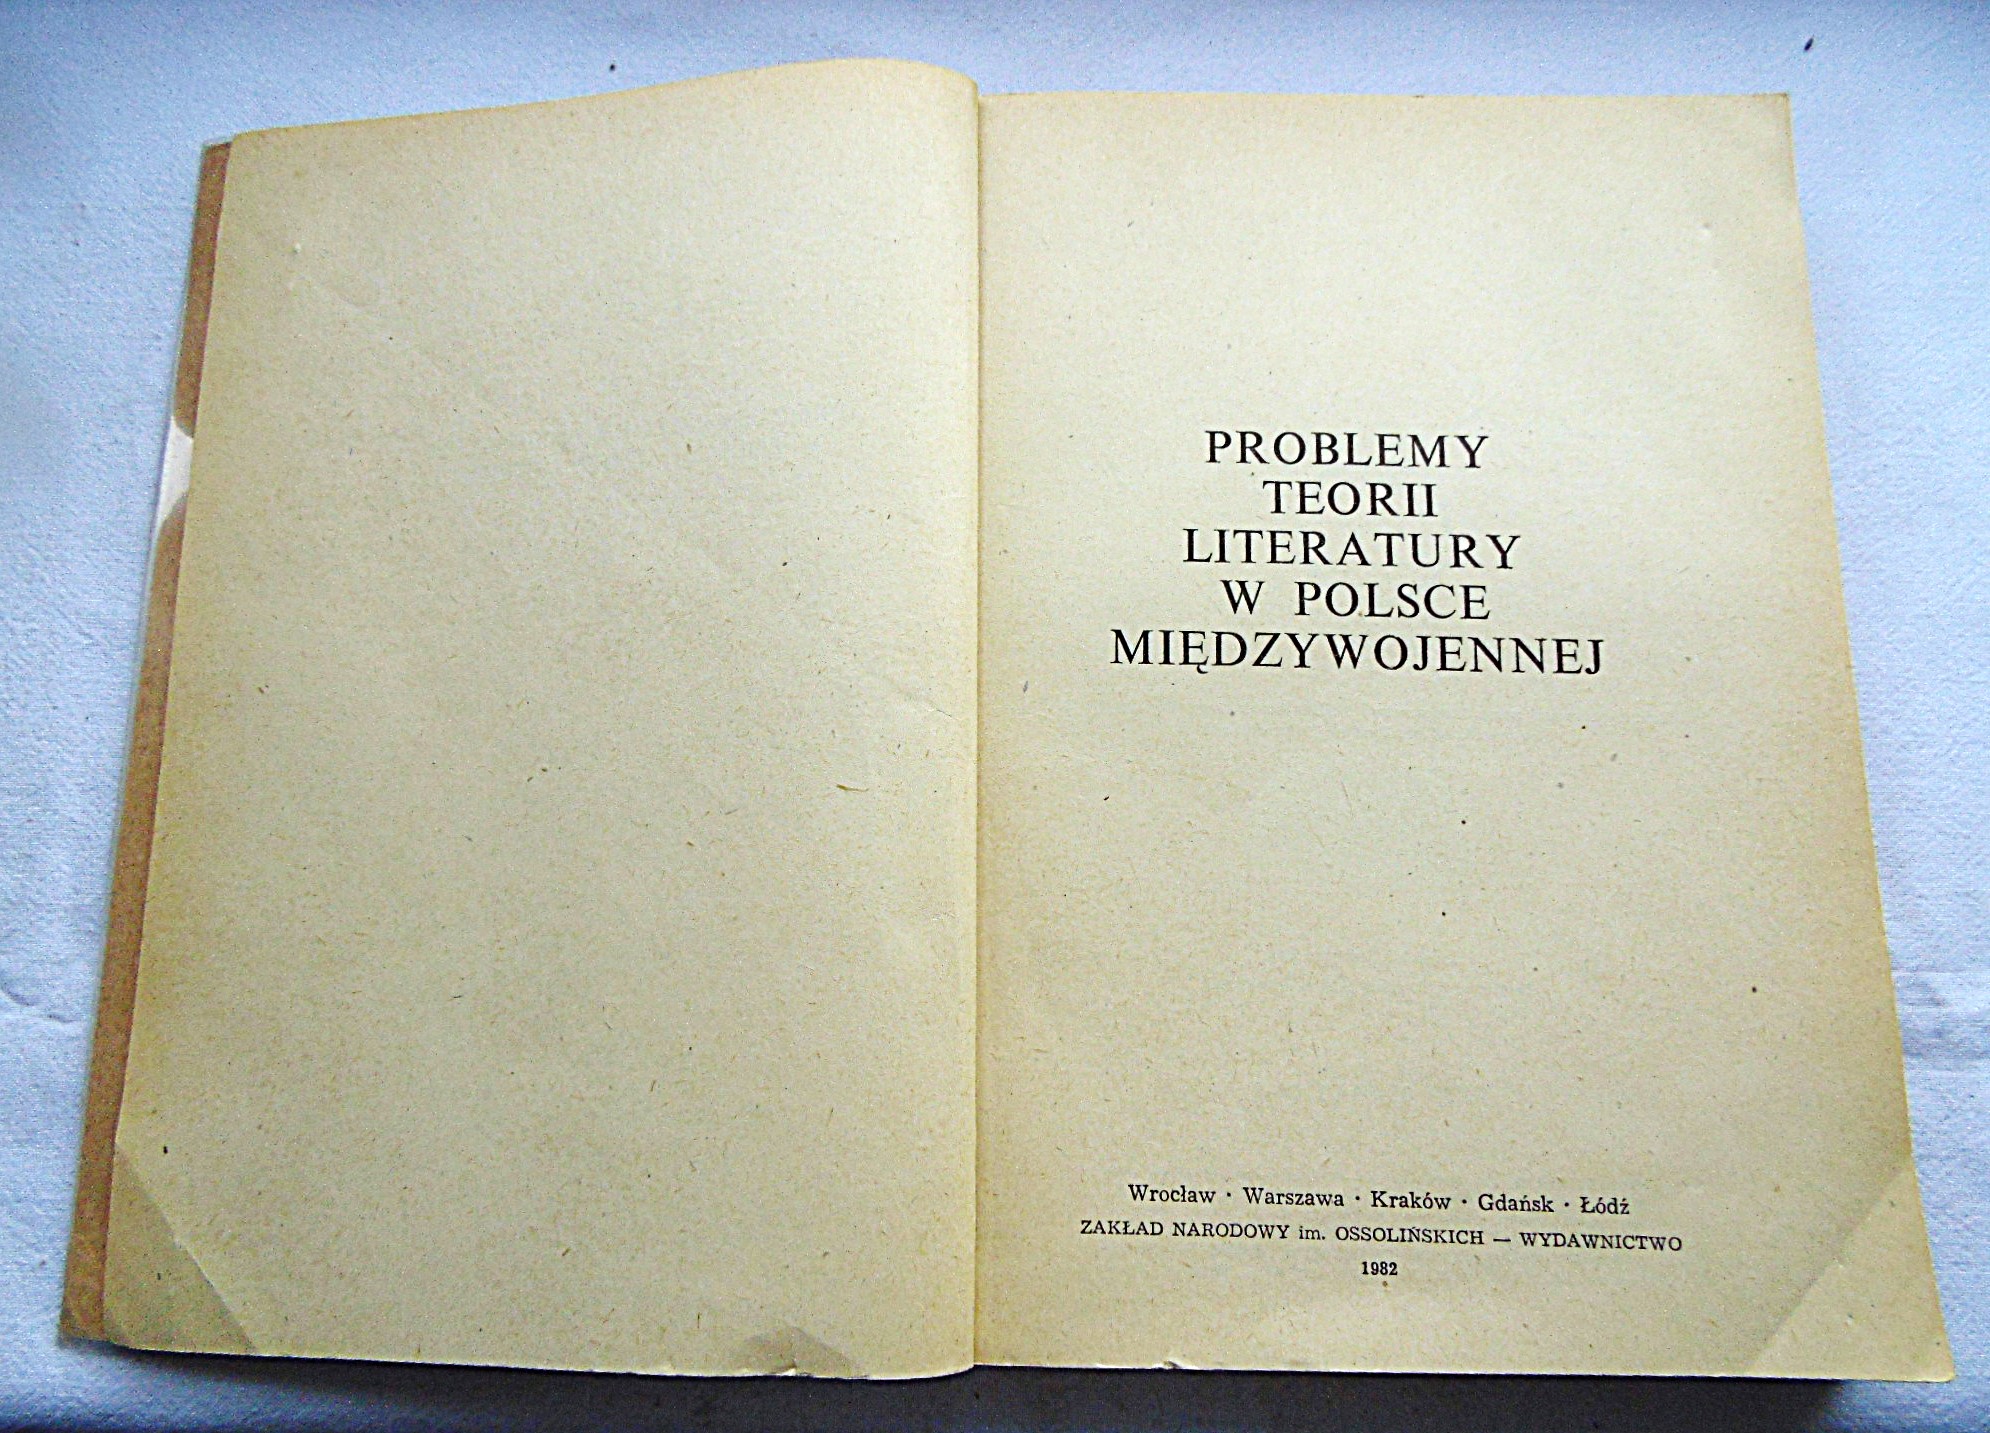 PROBLEMY
TEORII
LITERATURY
W POLSCE
MIĘDZYWOJENNEJ
Wrocław · Warszawa · Kraków · Gdańsk · Łódź
ZAKŁAD NARODOWY im. OSSOLIŃSKICH — WYDAWNICTWO
1982